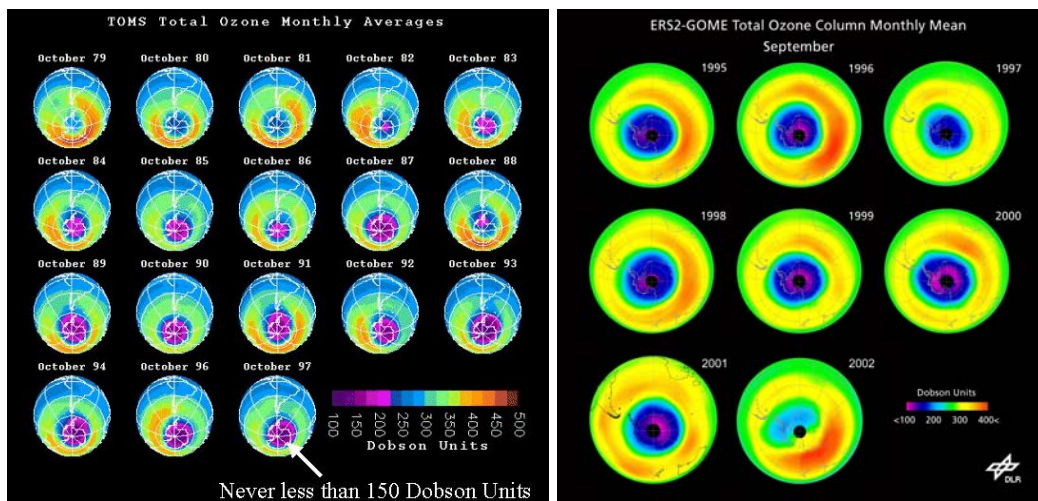 TOMS Total Ozone Monthly Averages
October 79 October 80 October 81 October 82 October 83
October 84 October 85 October 86 October 87 October 88
October 89 October 90 October 91 October 92 October 93
October 94 October 96 October 97
100 150 200 250 300 350 400 450 500
Dobson Units
Never less than 150 Dobson Units
ERS2-GOME Total Ozone Column Monthly Mean
September
1995 1996 1997
1998 1999 2000
2001 2002
Dobson Units
<100 200 300 400<
DLR